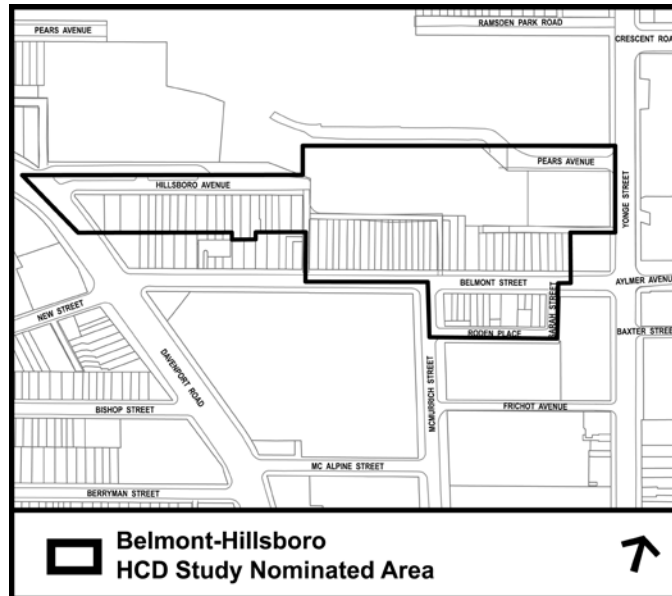 RAMSDEN PARK ROAD
PEARS AVENUE
CRESCENT ROA
PEARS AVENUE
HILLSBORO AVENUE
YONGE STREET
BELMONT STREET
AYLMER AVENUE
SARAH STREET
NEW STREET
RODEN PLACE
BAXTER STREET
DAVENPORT ROAD
MCMURRICH STREET
BISHOP STREET
FRICHOT AVENUE
MC ALPINE STREET
BERRYMAN STREET
Belmont-Hillsboro
HCD Study Nominated Area